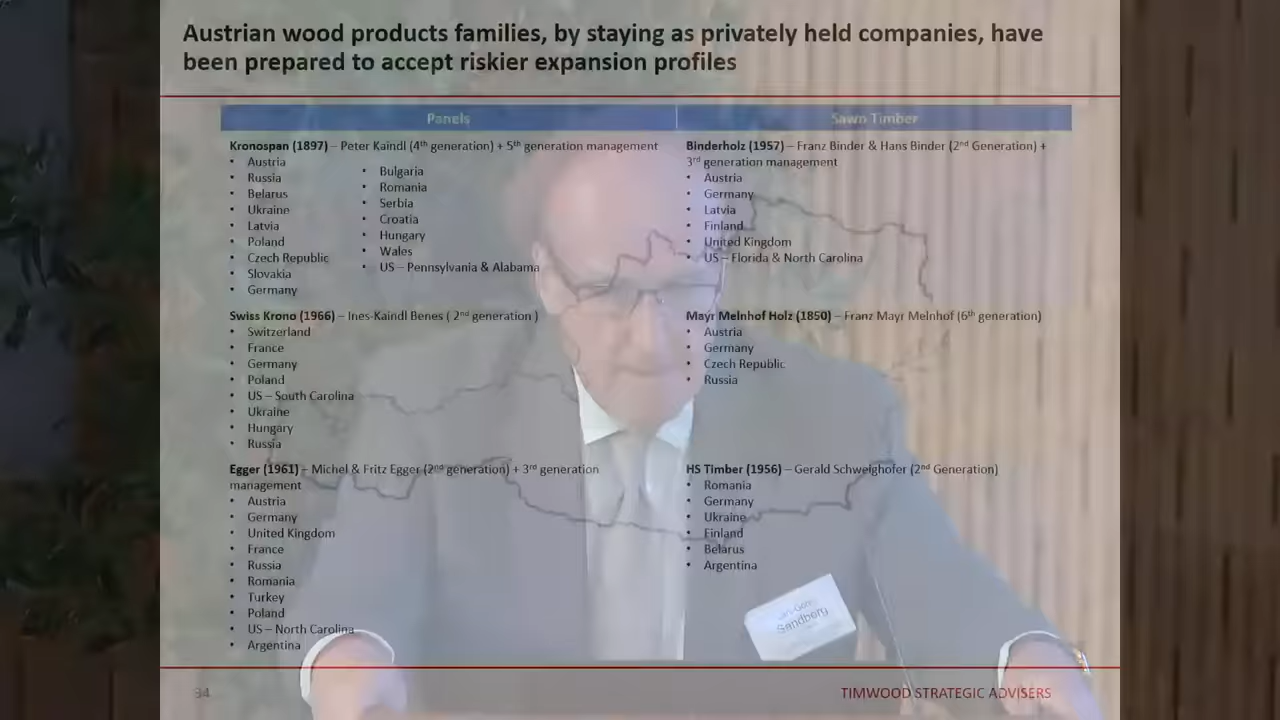 Austrian wood products families, by staying as privately held companies, have
been prepared to accept riskier expansion profiles
Panels
Sawn Timber
Kronospan (1897) – Peter Kaindl (4th generation) + 5th generation management
• Austria
• Russia
• Belarus
• Ukraine
• Latvia
• Poland
• Czech Republic
• Slovakia
• Germany
• Bulgaria
• Romania
• Serbia
• Croatia
• Hungary
• Wales
• US – Pennsylvania & Alabama
Swiss Krono (1966) – Ines-Kaindl Benes ( 2nd generation )
• Switzerland
• France
• Germany
• Poland
• US – South Carolina
• Ukraine
• Hungary
• Russia
Egger (1961) – Michel & Fritz Egger (2nd generation) + 3rd generation
management
• Austria
• Germany
• United Kingdom
• France
• Russia
• Romania
• Turkey
• Poland
• US – North Carolina
• Argentina
Binderholz (1957) – Franz Binder & Hans Binder (2nd Generation) +
3rd generation management
• Austria
• Germany
• Latvia
• Finland
• United Kingdom
• US – Florida & North Carolina
Mayr Melnhof Holz (1850) – Franz Mayr Melnhof (6th generation)
• Austria
• Germany
• Czech Republic
• Russia
HS Timber (1956) – Gerald Schweighofer (2nd Generation)
• Romania
• Germany
• Ukraine
• Finland
• Belarus
• Argentina
Sandberg
34
TIMWOOD STRATEGIC ADVISERS